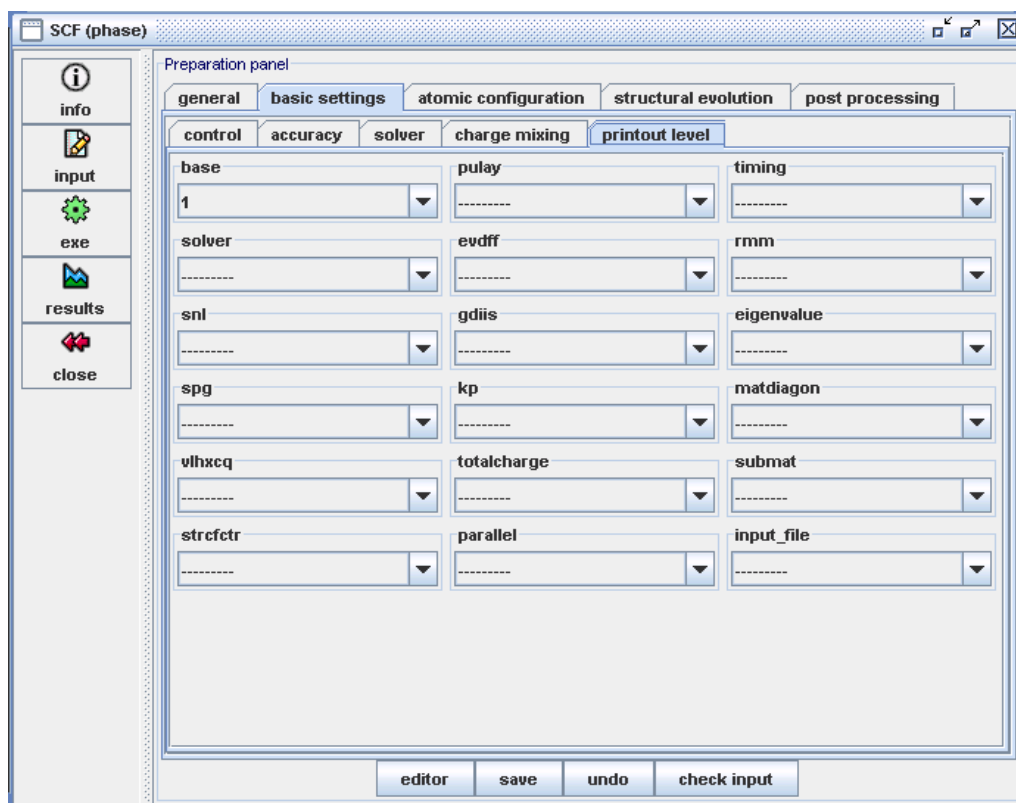 SCF (phase)
info
input
exe
results
close
Preparation panel
general basic settings atomic configuration structural evolution post processing
control accuracy solver charge mixing printout level
base pulay timing
1 --------- ---------
solver evdff rmm
--------- --------- ---------
snl gdiis eigenvalue
--------- --------- ---------
spg kp matdiagon
--------- --------- ---------
vlhxcq totalcharge submat
--------- --------- ---------
strcfctr parallel input_file
--------- --------- ---------
editor save undo check input